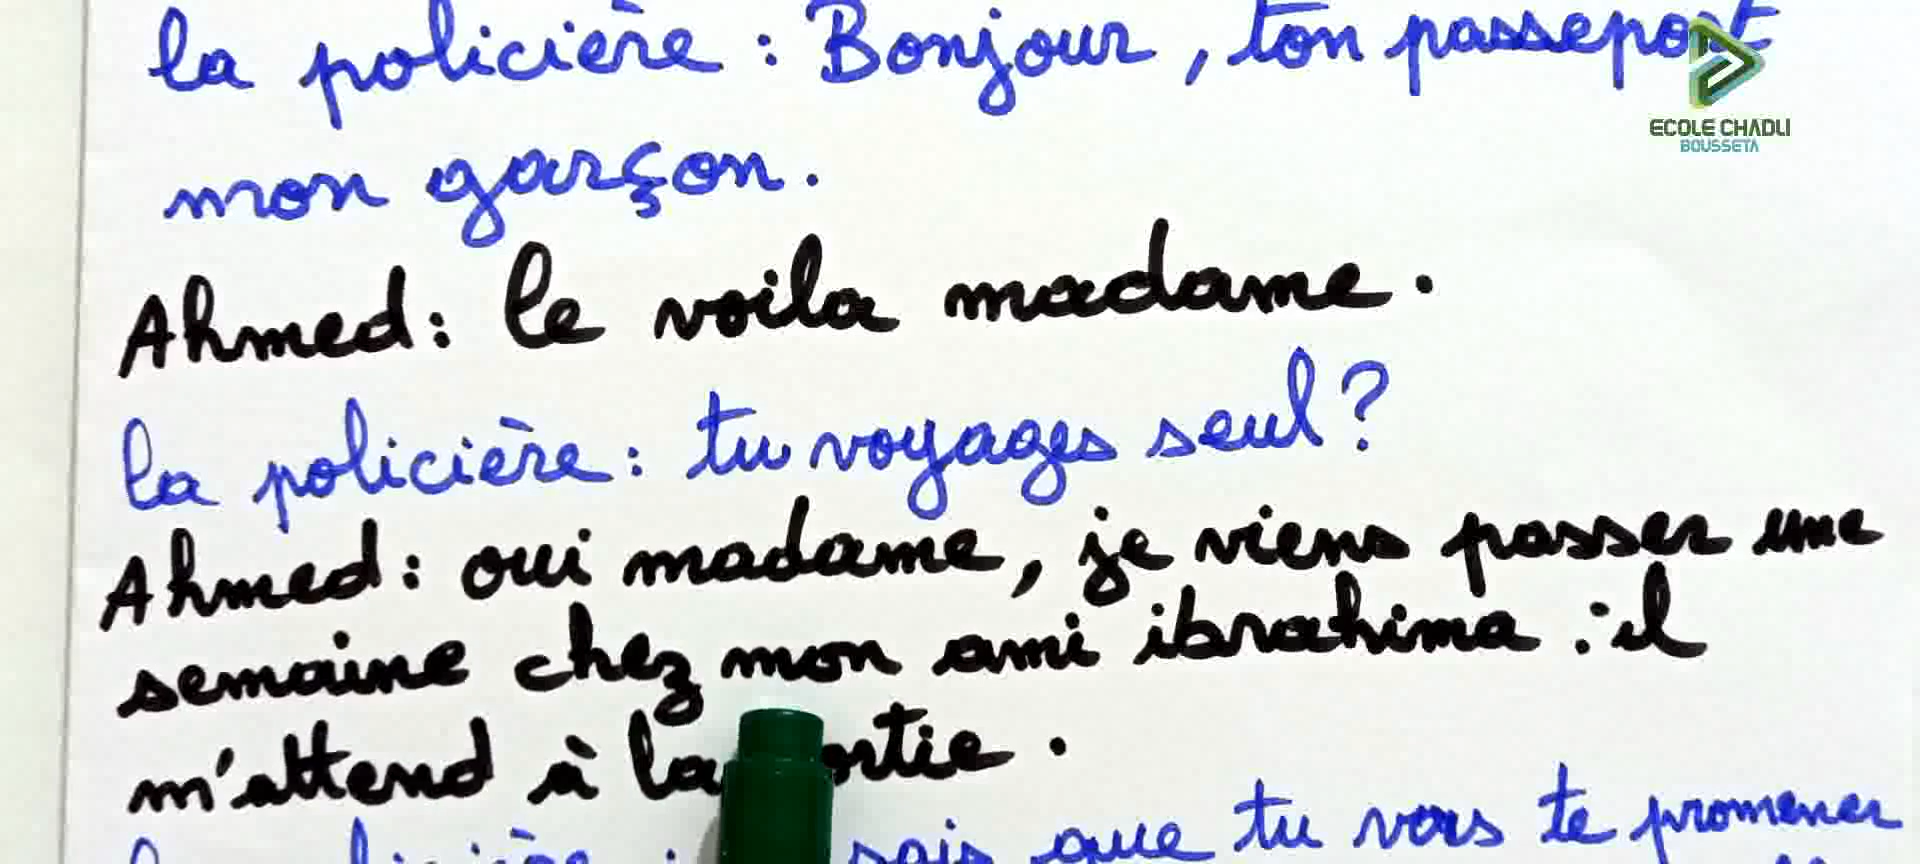 la policière : Bonjour, ton passeport
mon garçon.
Ahmed: le voila madame.
la policière : tu voyages seul ?
Ahmed : oui madame, je viens passer une
semaine chez mon ami ibrahima : il
m'attend à la
sais que tu vas te promener
ECOLE CHADLI
BOUSSETA